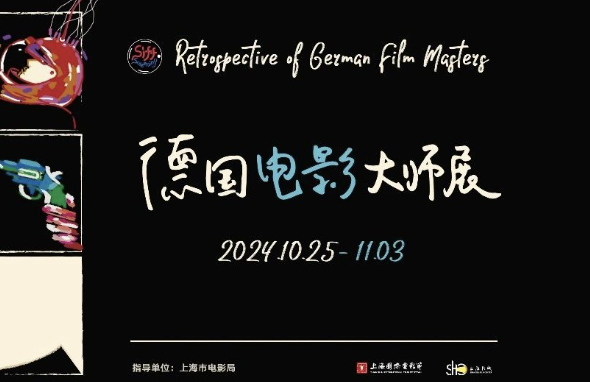 Siff
Retrospective of German Film Masters
德国电影大师展
2024.10.25 - 11.03
指导单位：上海市电影局
上海国际电影节